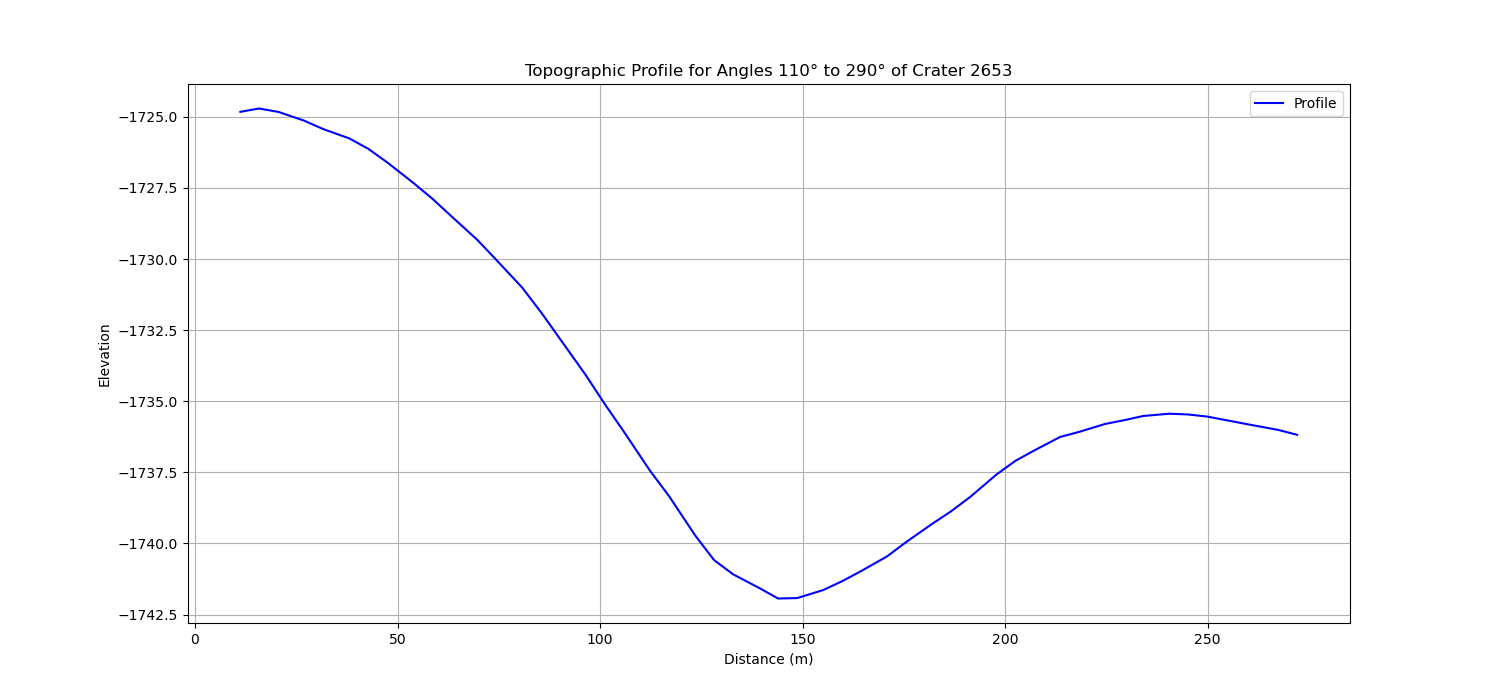 Topographic Profile for Angles 110° to 290° of Crater 2653
Profile
−1725.0
−1727.5
−1730.0
−1732.5
−1735.0
−1737.5
−1740.0
−1742.5
Elevation
0 50 100 150 200 250
Distance (m)